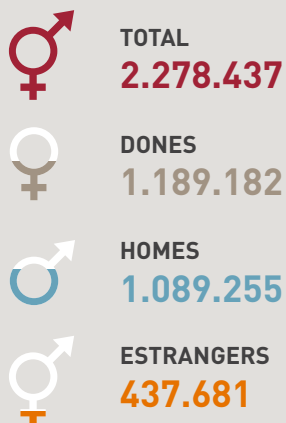 TOTAL
2.278.437
DONES
1.189.182
HOMES
1.089.255
ESTRANGERS
437.681